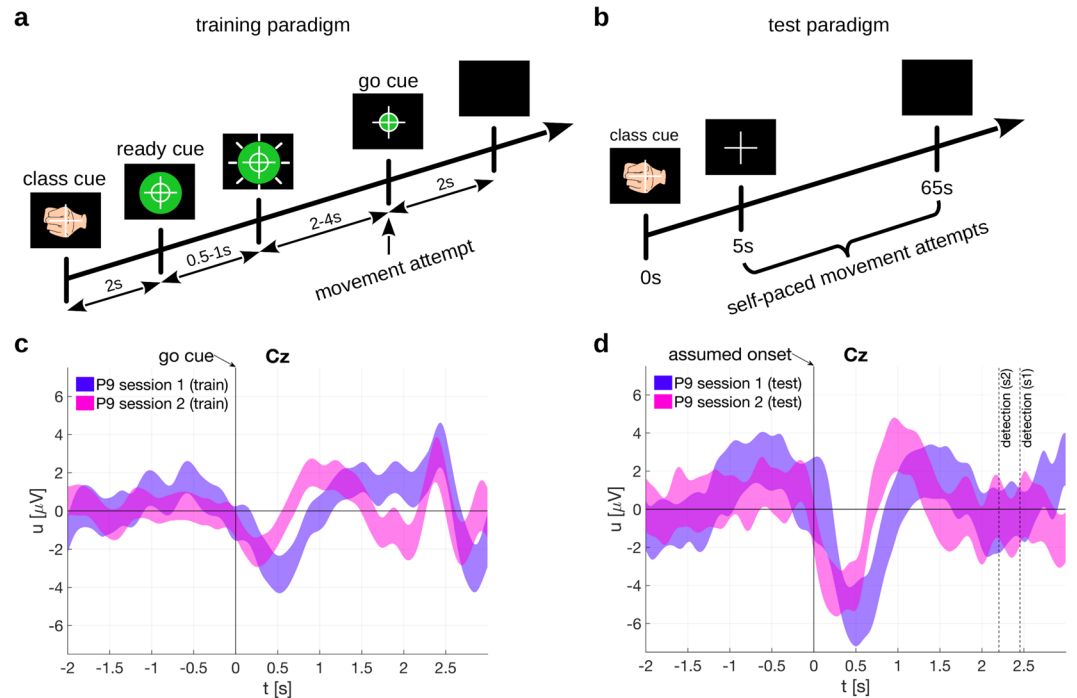 a
training paradigm
go cue
ready cue
class cue
2s
0.5-1s
2-4s
2s
movement attempt
b
test paradigm
class cue
0s
5s
65s
self-paced movement attempts
c
go cue
Cz
P9 session 1 (train)
P9 session 2 (train)
6
4
2
0
-2
-4
-6
u [μV]
-2
-1.5
-1
-0.5
0
0.5
1
1.5
2
2.5
t [s]
d
assumed onset
Cz
P9 session 1 (test)
P9 session 2 (test)
detection (s2)
detection (s1)
6
4
2
0
-2
-4
-6
u [μV]
-2
-1.5
-1
-0.5
0
0.5
1
1.5
2
2.5
t [s]